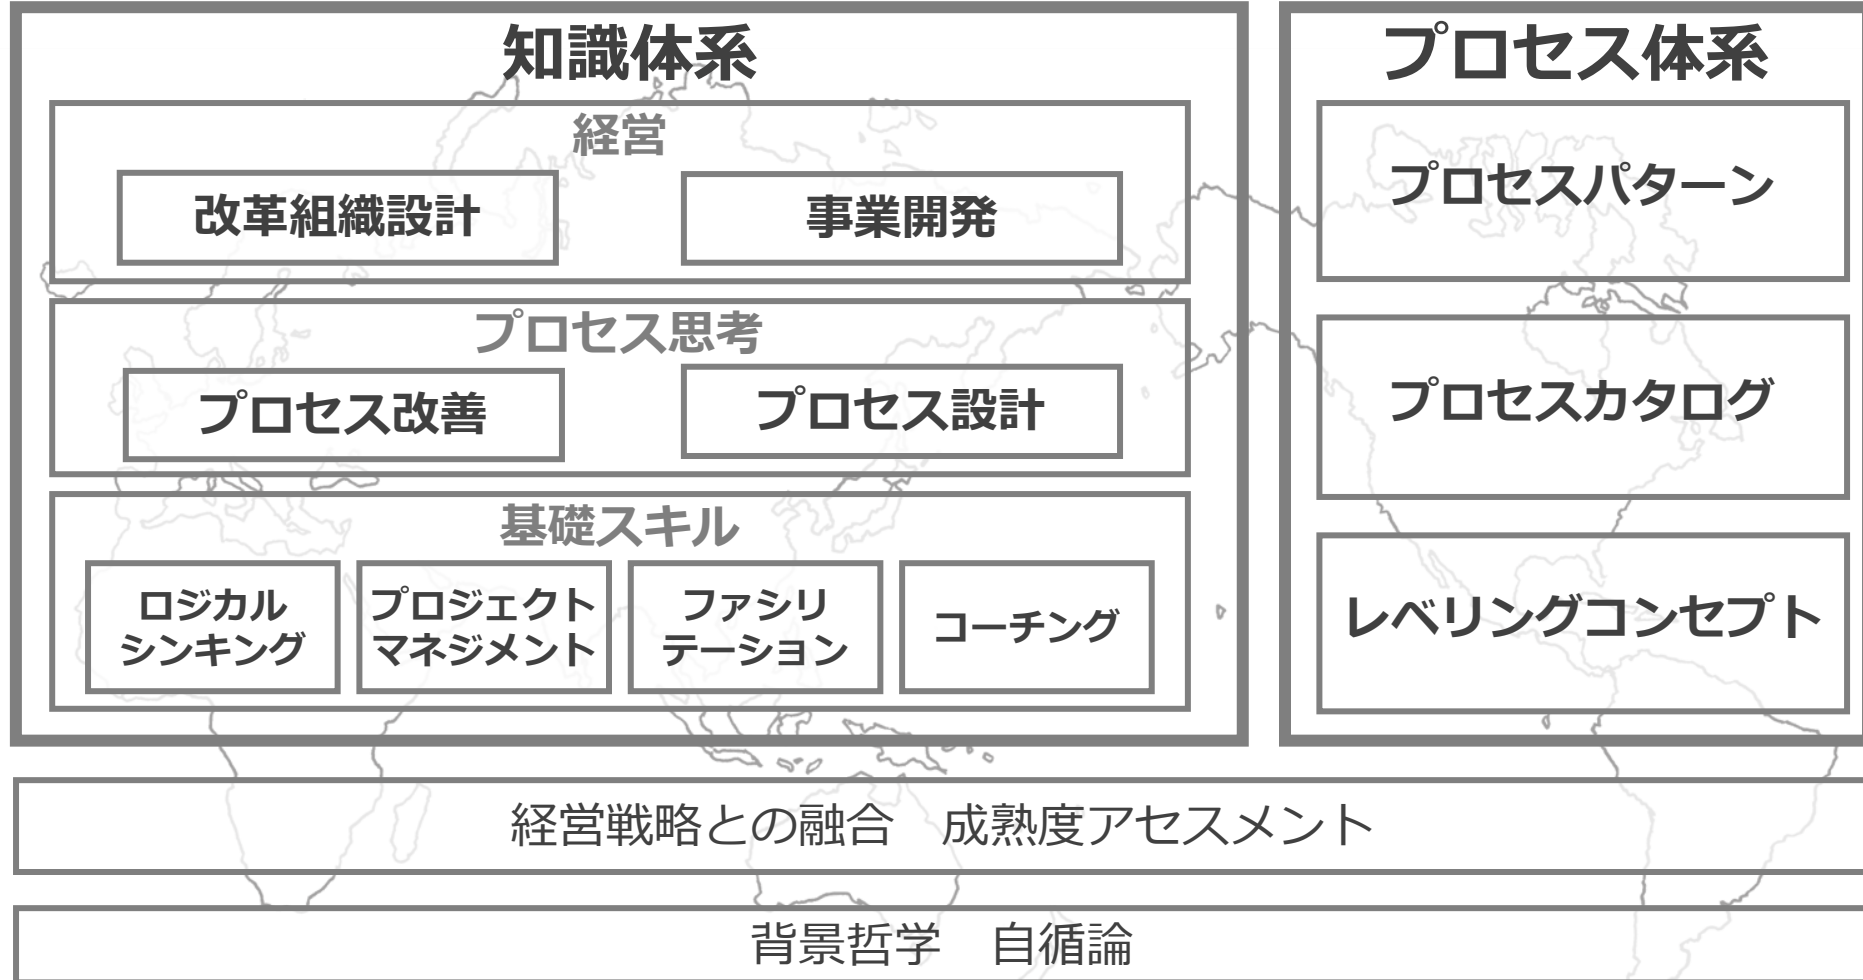 知識体系
経営
改革組織設計
事業開発
プロセス思考
プロセス改善
プロセス設計
基礎スキル
ロジカル
シンキング
プロジェクト
マネジメント
ファシリ
テーション
コーチング
プロセス体系
プロセスパターン
プロセスカタログ
レベリングコンセプト
経営戦略との融合　成熟度アセスメント
背景哲学　自循論